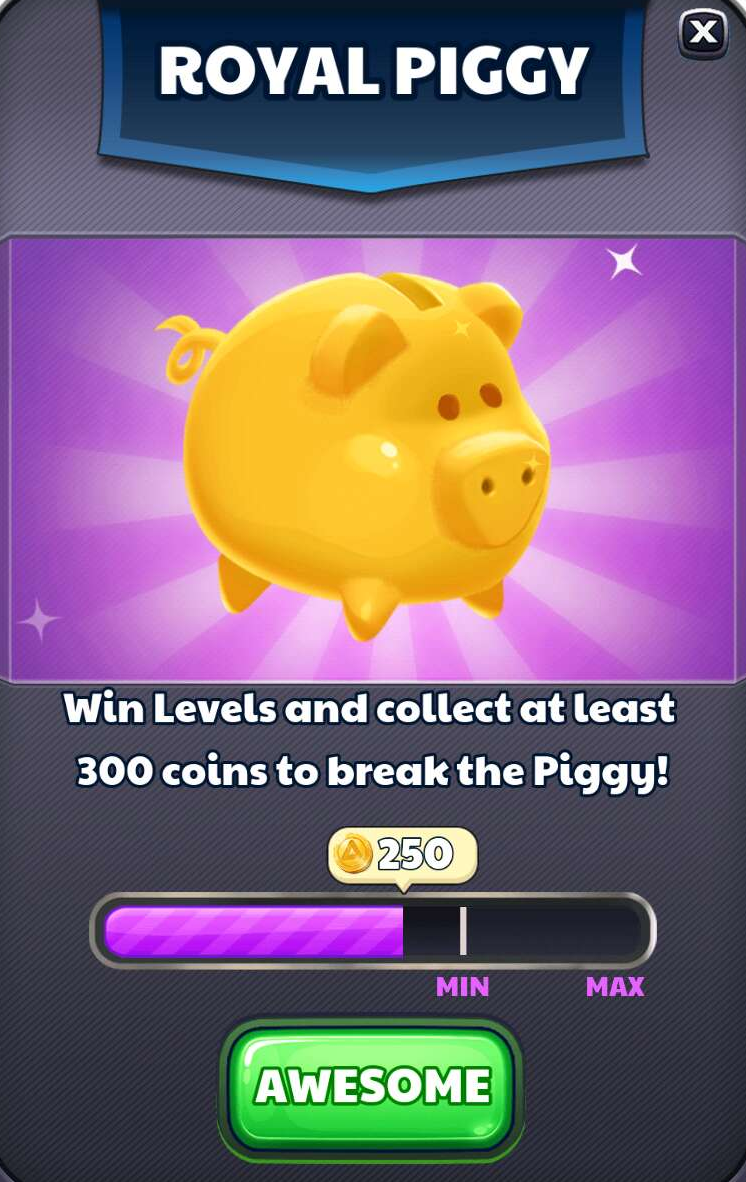 X
ROYAL PIGGY
Win Levels and collect at least
300 coins to break the Piggy!
250
MIN MAX
AWESOME